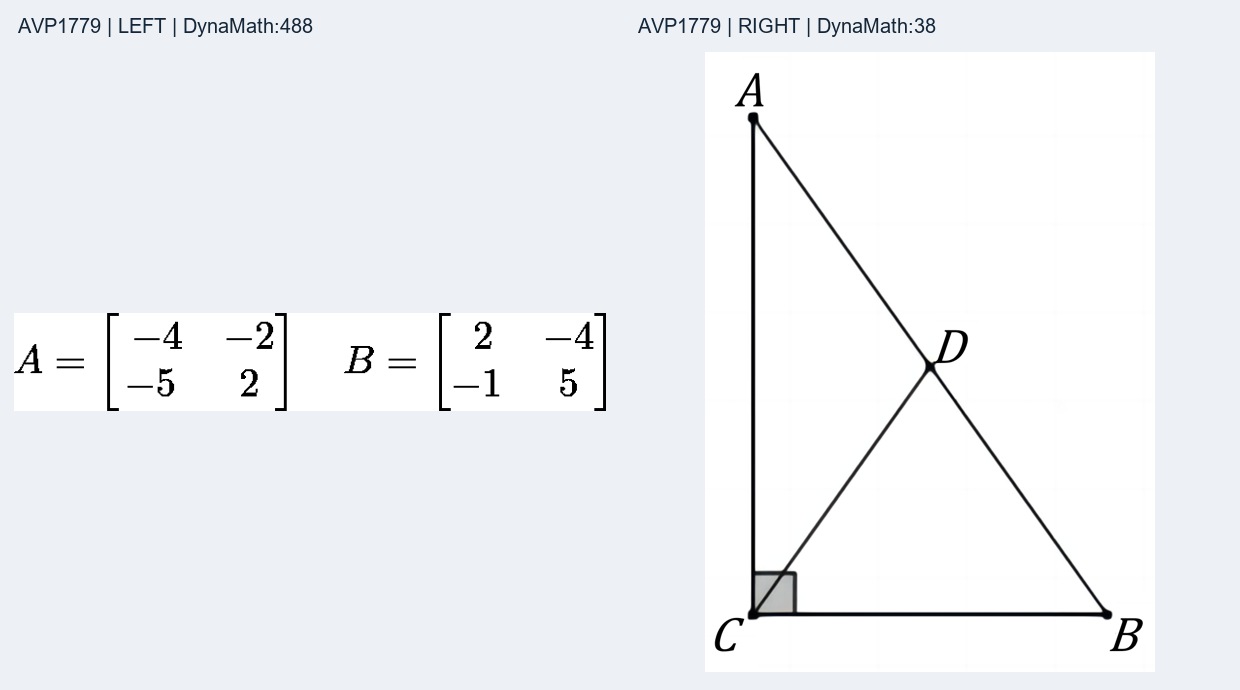 AVP1779 | LEFT | DynaMath:488
A = [ −4 −2
−5 2 ] B = [ 2 −4
−1 5 ]
AVP1779 | RIGHT | DynaMath:38
A
D
C
B